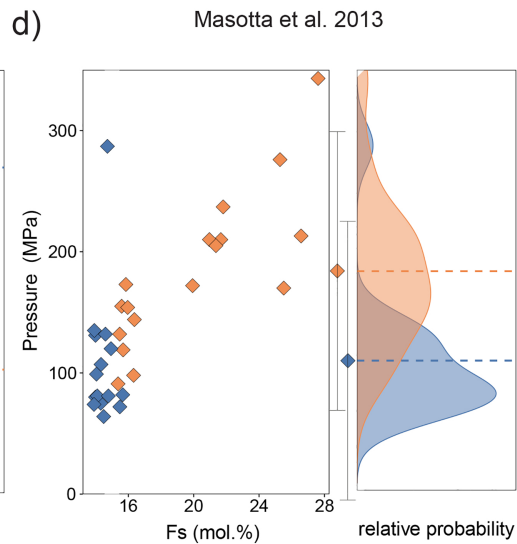 d)
Masotta et al. 2013
Pressure (MPa)
300
200
100
0
16
20
24
28
Fs (mol.%)
relative probability